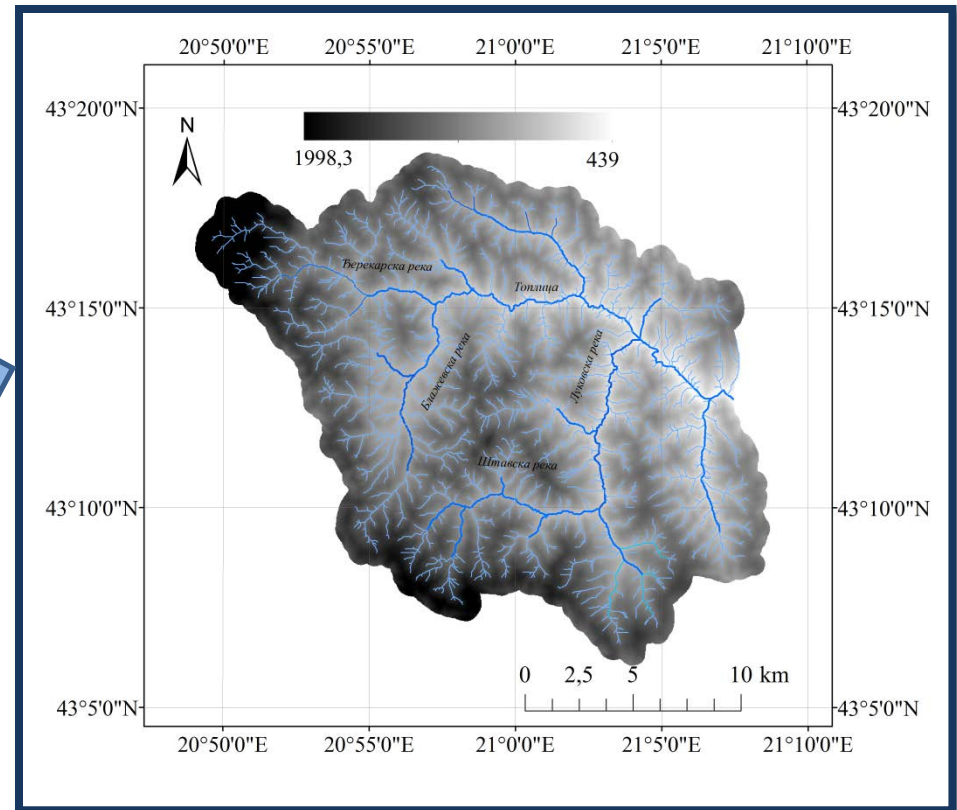 20°50'0"E 20°55'0"E 21°0'0"E 21°5'0"E 21°10'0"E
43°20'0"N 43°20'0"N
N
1998,3 439
Ђерекарска река
Топлица
43°15'0"N 43°15'0"N
Блажевска река
Луковска река
Штавска река
43°10'0"N 43°10'0"N
0 2,5 5 10 km
43°5'0"N 43°5'0"N
20°50'0"E 20°55'0"E 21°0'0"E 21°5'0"E 21°10'0"E